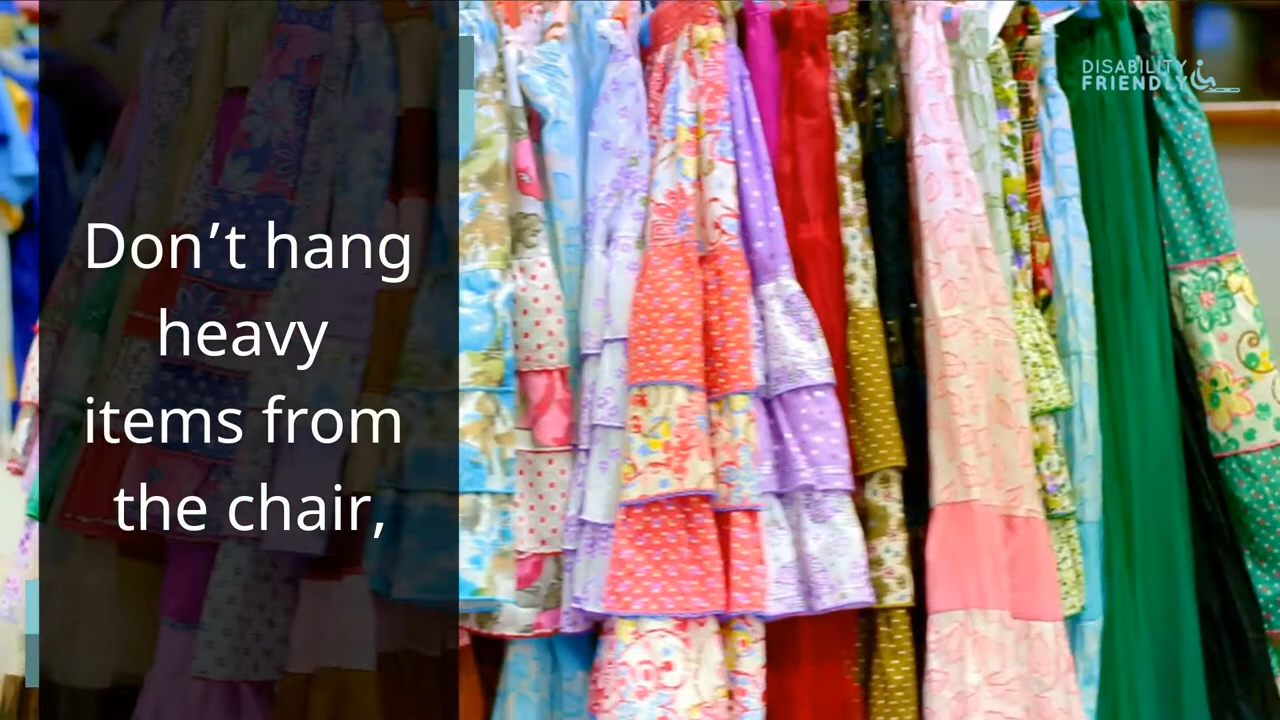 Don’t hang
heavy
items from
the chair,
DISABILITY
FRIENDLY